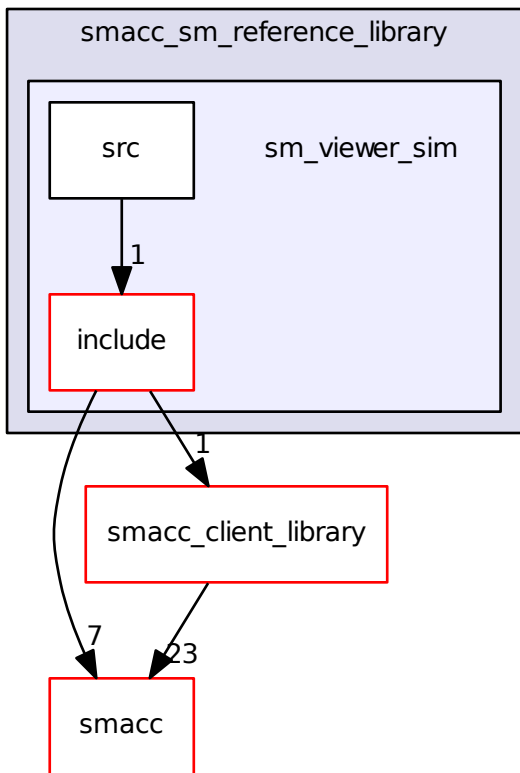 smacc_sm_reference_library
src
sm_viewer_sim
1
include
1
smacc_client_library
7
23
smacc